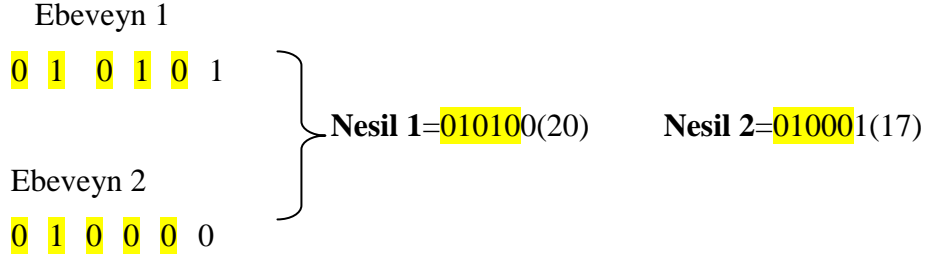 Ebeveyn 1
0 1 0 1 0 1
Nesil 1=010100(20) Nesil 2=010001(17)
Ebeveyn 2
0 1 0 0 0 0